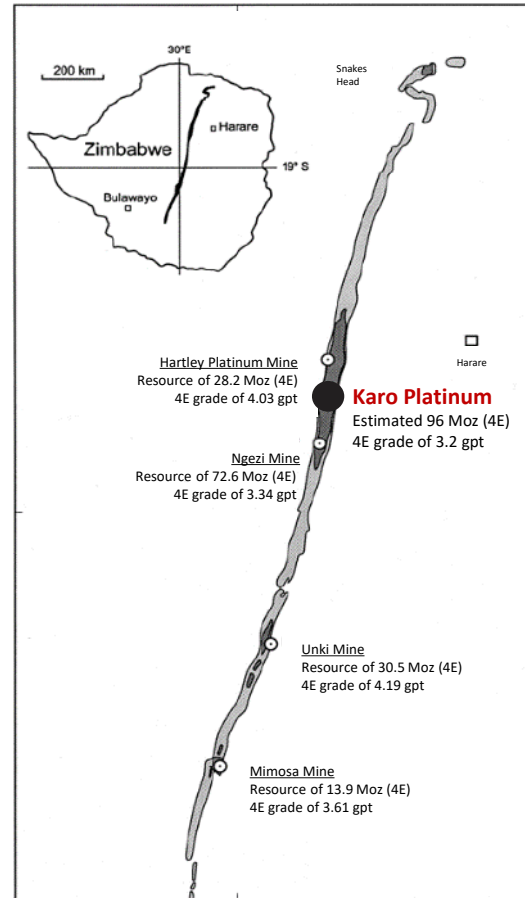 30°E
200 km
Harare
Zimbabwe
19° S
Bulawayo
Snakes
Head
Harare
Hartley Platinum Mine
Resource of 28.2 Moz (4E)
4E grade of 4.03 gpt
Karo Platinum
Estimated 96 Moz (4E)
4E grade of 3.2 gpt
Ngezi Mine
Resource of 72.6 Moz (4E)
4E grade of 3.34 gpt
Unki Mine
Resource of 30.5 Moz (4E)
4E grade of 4.19 gpt
Mimosa Mine
Resource of 13.9 Moz (4E)
4E grade of 3.61 gpt